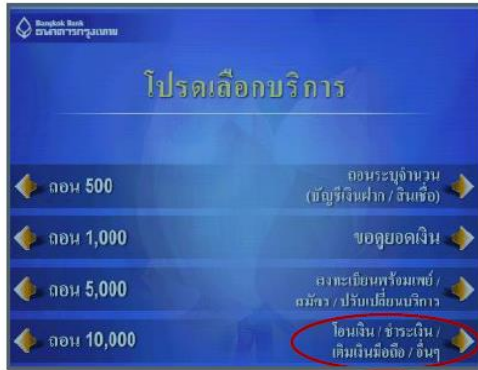 Bangkok Bank
ธนาคารกรุงเทพ
โปรดเลือกบริการ
ถอน 500
ถอนระบุจำนวน
(บัญชีเงินฝาก / สินเชื่อ)
ถอน 1,000
ขอดูยอดเงิน
ถอน 5,000
ลงทะเบียนพร้อมเพย์ /
สมัคร / ปรับเปลี่ยนบริการ
ถอน 10,000
โอนเงิน / ชำระเงิน /
เติมเงินมือถือ / อื่นๆ